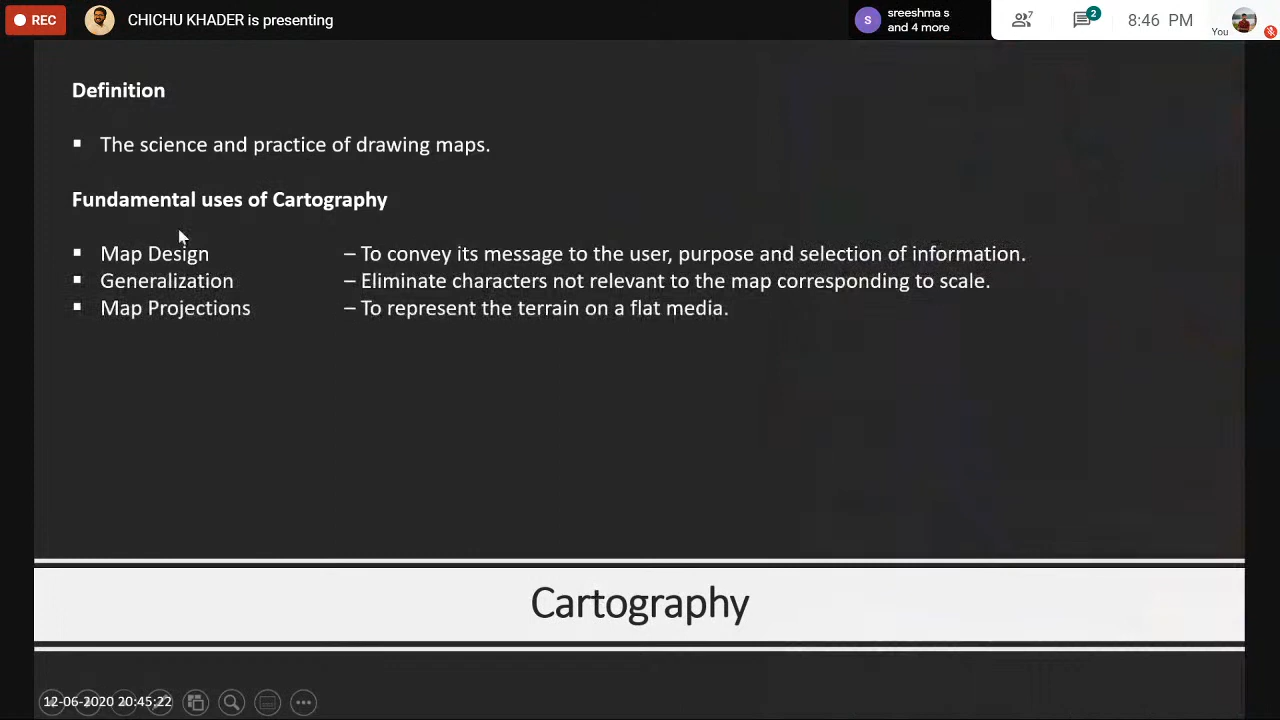 REC
CHICHU KHADER is presenting
S
sreeshma s
and 4 more
7
2
8:46 PM
You
Definition
▪ The science and practice of drawing maps.
Fundamental uses of Cartography
▪ Map Design – To convey its message to the user, purpose and selection of information.
▪ Generalization – Eliminate characters not relevant to the map corresponding to scale.
▪ Map Projections – To represent the terrain on a flat media.
Cartography
12-06-2020 20:45:22